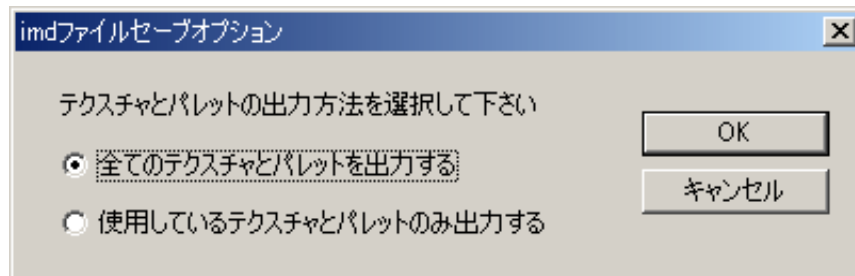 imdファイルセーブオプション
テクスチャとパレットの出力方法を選択して下さい
全てのテクスチャとパレットを出力する
使用しているテクスチャとパレットのみ出力する
OK
キャンセル